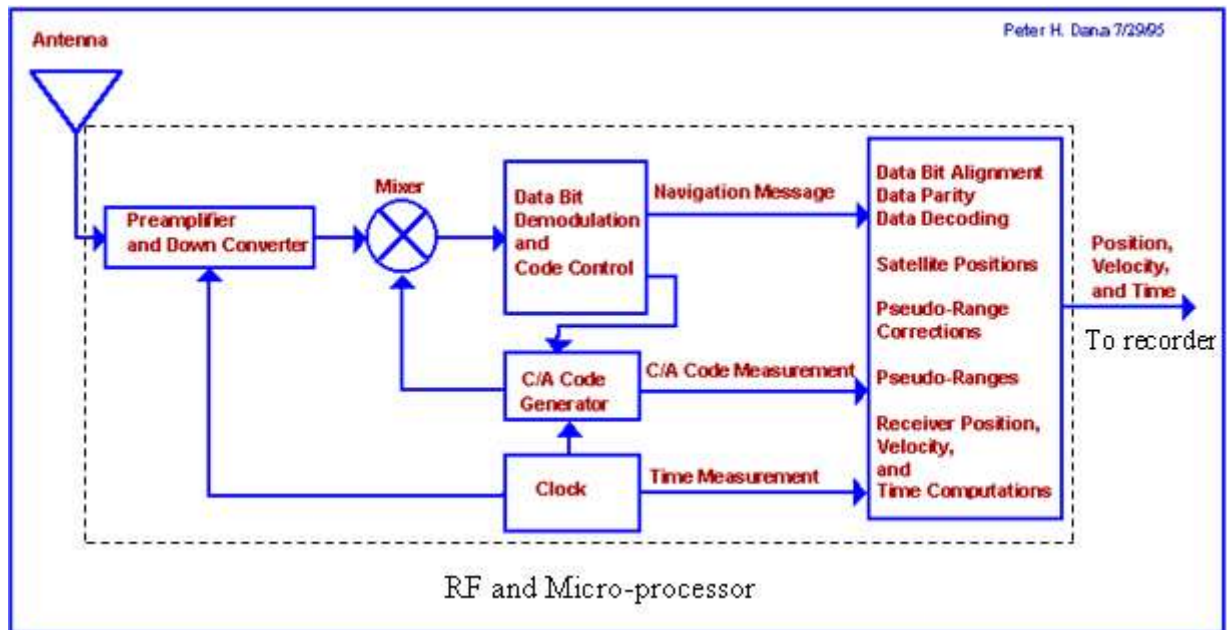 Peter H. Dana 7/29/95
Antenna
Preamplifier
and Down Converter
Mixer
Data Bit
Demodulation
and
Code Control
Navigation Message
C/A Code
Generator
C/A Code Measurement
Clock
Time Measurement
Data Bit Alignment
Data Parity
Data Decoding
Satellite Positions
Pseudo-Range
Corrections
Pseudo-Ranges
Receiver Position,
Velocity,
and
Time Computations
Position,
Velocity,
and Time
To recorder
RF and Micro-processor